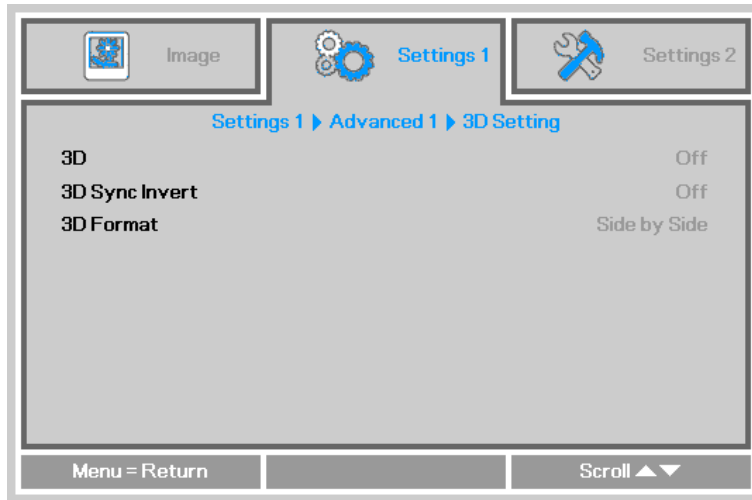 Image
Settings 1
Settings 2
Settings 1 ▶ Advanced 1 ▶ 3D Setting
3D Off
3D Sync Invert Off
3D Format Side by Side
Menu = Return
Scroll ▲▼